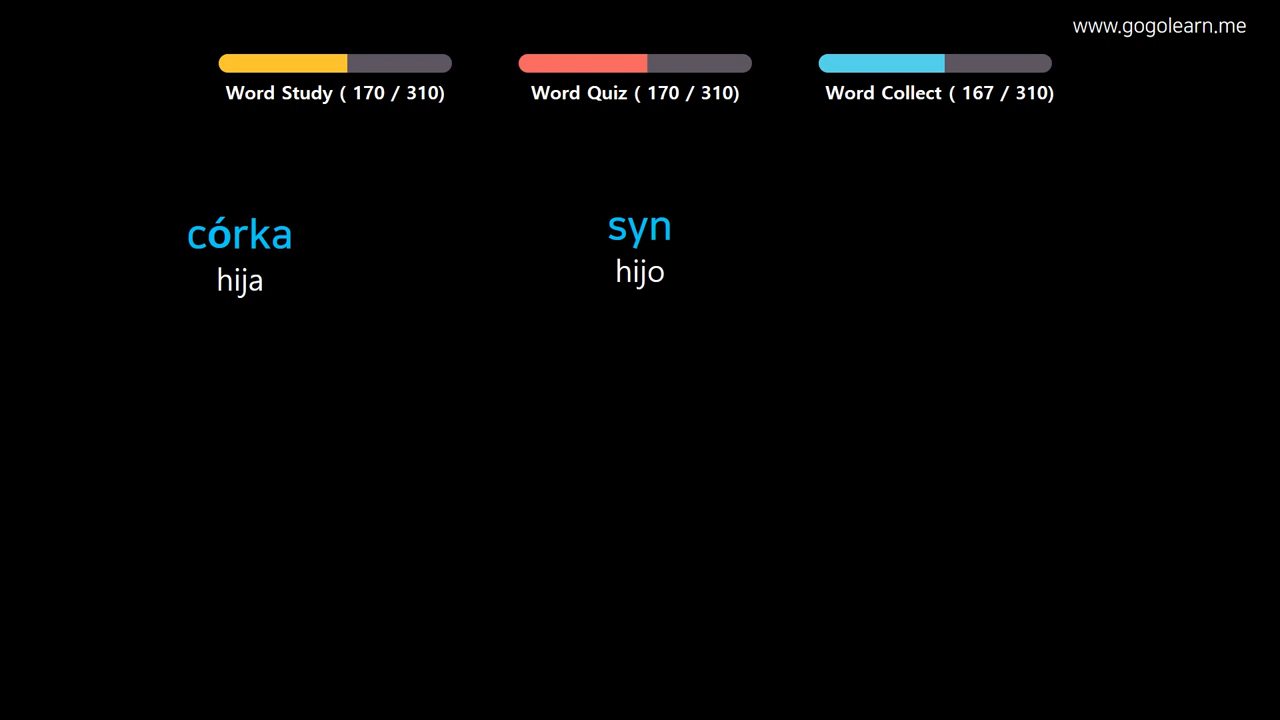 www.gogolearn.me
Word Study ( 170 / 310)
Word Quiz ( 170 / 310)
Word Collect ( 167 / 310)
córka
hija
syn
hijo